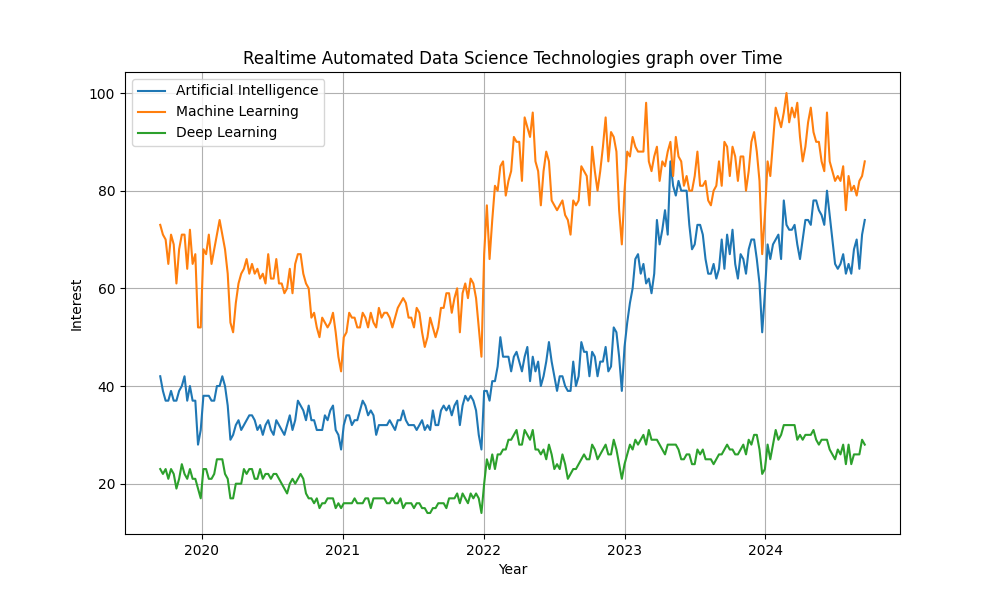 Realtime Automated Data Science Technologies graph over Time
Artificial Intelligence
Machine Learning
Deep Learning
100
80
60
40
20
Interest
2020 2021 2022 2023 2024
Year